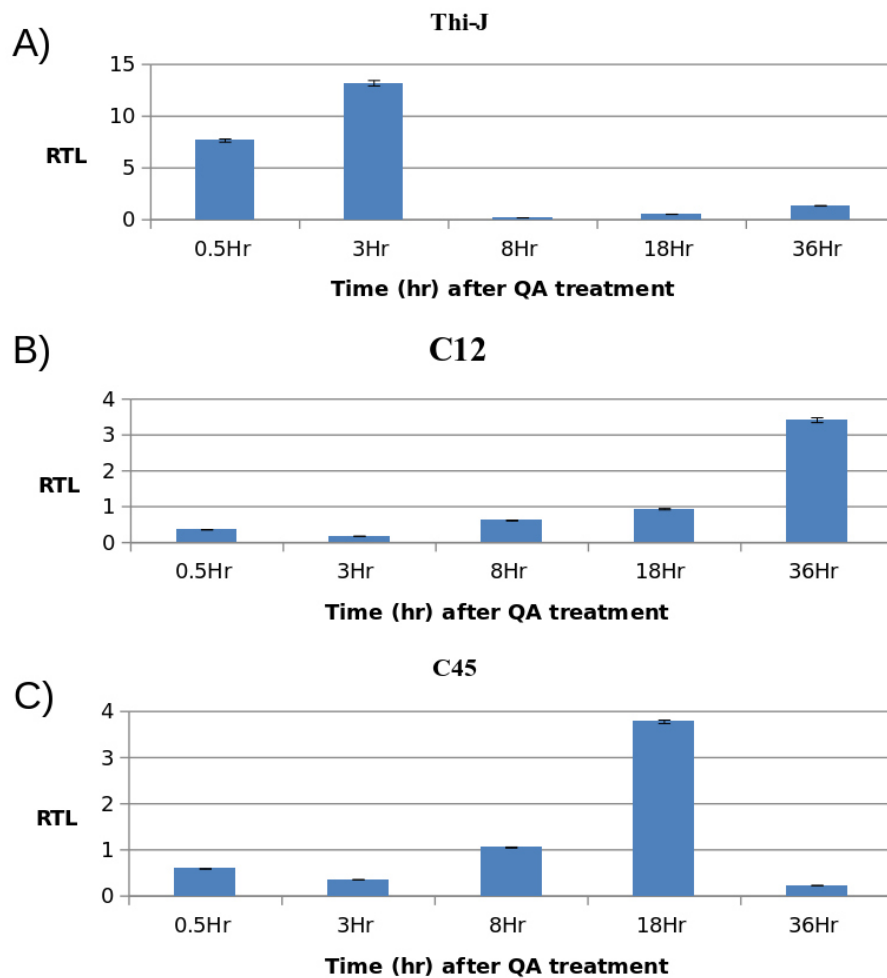 A)
Thi-J
15
10
RTL
5
0
0.5Hr 3Hr 8Hr 18Hr 36Hr
Time (hr) after QA treatment
B)
C12
4
3
2
RTL
1
0
0.5Hr 3Hr 8Hr 18Hr 36Hr
Time (hr) after QA treatment
C45
C)
4
3
2
RTL
1
0
0.5Hr 3Hr 8Hr 18Hr 36Hr
Time (hr) after QA treatment